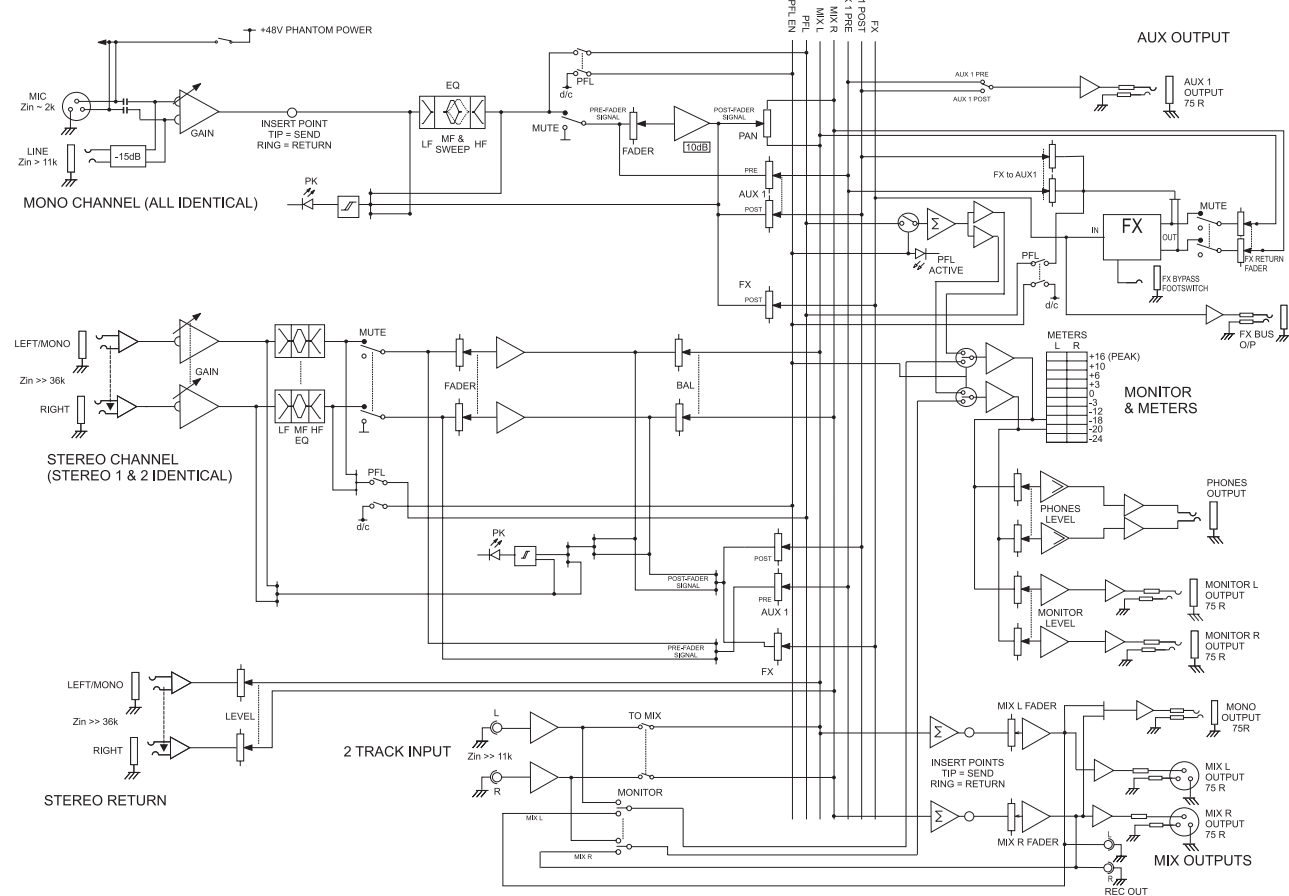 PFL EN
PFL
MIX L
MIX R
X 1 PRE
1 POST
FX
+48V PHANTOM POWER
MIC
Zin ~ 2k
GAIN
INSERT POINT
TIP = SEND
RING = RETURN
LINE
Zin > 11k
-15dB
EQ
LF
MF &
SWEEP
HF
d/c
PFL
MUTE
PRE-FADER
SIGNAL
FADER
10dB
POST-FADER
SIGNAL
PAN
PK
PRE
AUX 1
POST
FX
POST
MONO CHANNEL (ALL IDENTICAL)
AUX OUTPUT
AUX 1 PRE
AUX 1 POST
AUX 1
OUTPUT
75 R
FX to AUX1
Σ
PFL
ACTIVE
IN
FX
OUT
MUTE
FX RETURN
FADER
FX BYPASS
FOOTSWITCH
PFL
d/c
FX BUS
O/P
LEFT/MONO
Zin >> 36k
RIGHT
GAIN
LF MF HF
EQ
MUTE
FADER
BAL
STEREO CHANNEL
(STEREO 1 & 2 IDENTICAL)
PFL
d/c
PK
POST-FADER
SIGNAL
POST
PRE
AUX 1
PRE-FADER
SIGNAL
FX
METERS
L R
+16 (PEAK)
+10
+6
+3
0
-3
-12
-18
-20
-24
MONITOR
& METERS
PHONES
LEVEL
PHONES
OUTPUT
MONITOR
LEVEL
MONITOR L
OUTPUT
75 R
MONITOR R
OUTPUT
75 R
LEFT/MONO
Zin >> 36k
RIGHT
LEVEL
STEREO RETURN
2 TRACK INPUT
L
Zin >> 11k
R
TO MIX
MONITOR
MIX L
MIX R
Σ
INSERT POINTS
TIP = SEND
RING = RETURN
Σ
MIX L FADER
MIX R FADER
MONO
OUTPUT
75R
MIX L
OUTPUT
75 R
MIX R
OUTPUT
75 R
MIX OUTPUTS
L
R
REC OUT